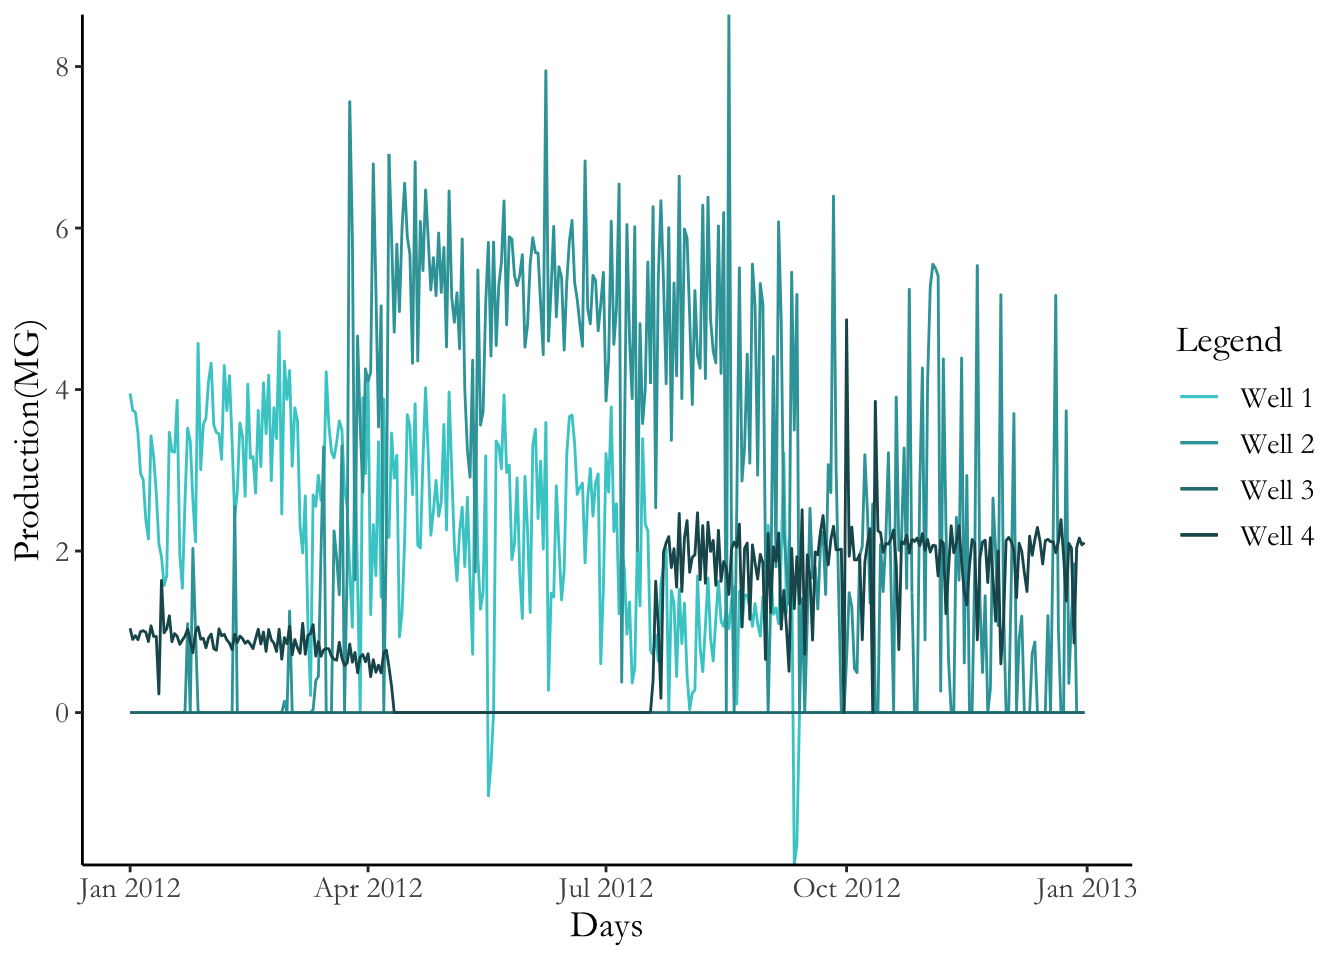 8
6
4
2
0
Production(MG)
Jan 2012
Apr 2012
Jul 2012
Oct 2012
Jan 2013
Days
Legend
Well 1
Well 2
Well 3
Well 4